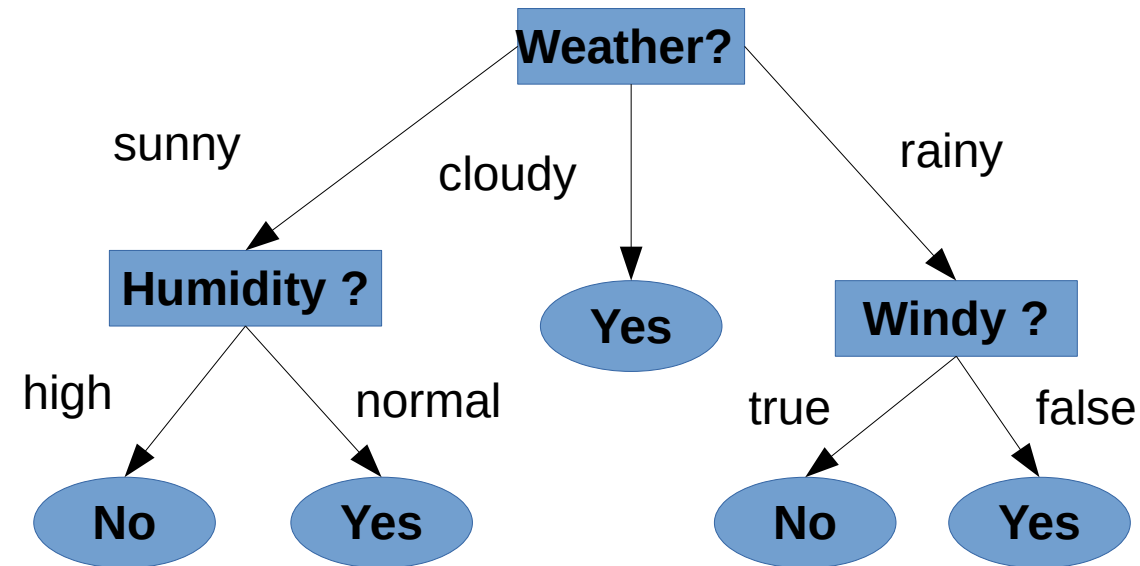 Weather?
sunny
cloudy
rainy
Humidity ?
Yes
Windy ?
high
normal
true
false
No
Yes
No
Yes